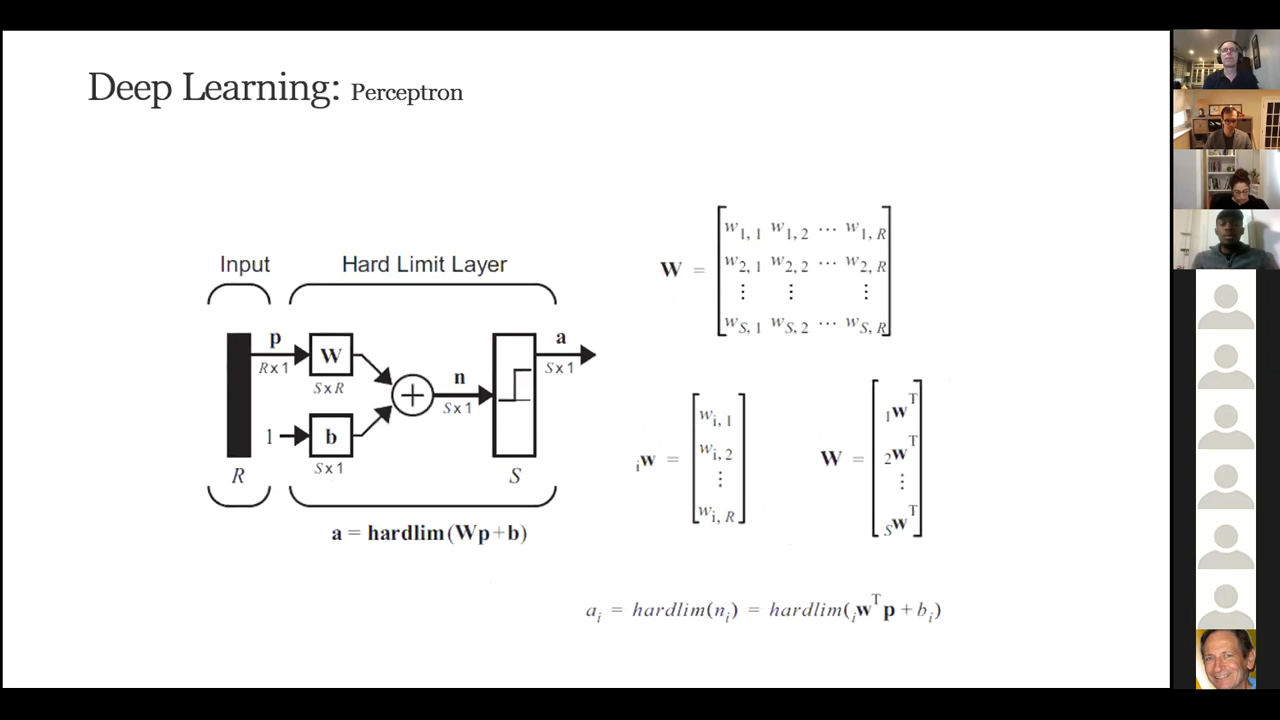 Deep Learning: Perceptron
Input
Hard Limit Layer
p
R x 1
W
S x R
1
b
S x 1
n
S x 1
a
S x 1
R
S
a = hardlim(Wp+b)
W = [w1,1 w1,2 ⋯ w1,R
w2,1 w2,2 ⋯ w2,R
⋮ ⋮ ⋮
wS,1 wS,2 ⋯ wS,R]
iw = [wi,1
wi,2
⋮
wi,R]
W = [1wT
2wT
⋮
SwT]
ai = hardlim(ni) = hardlim(iwTp + bi)